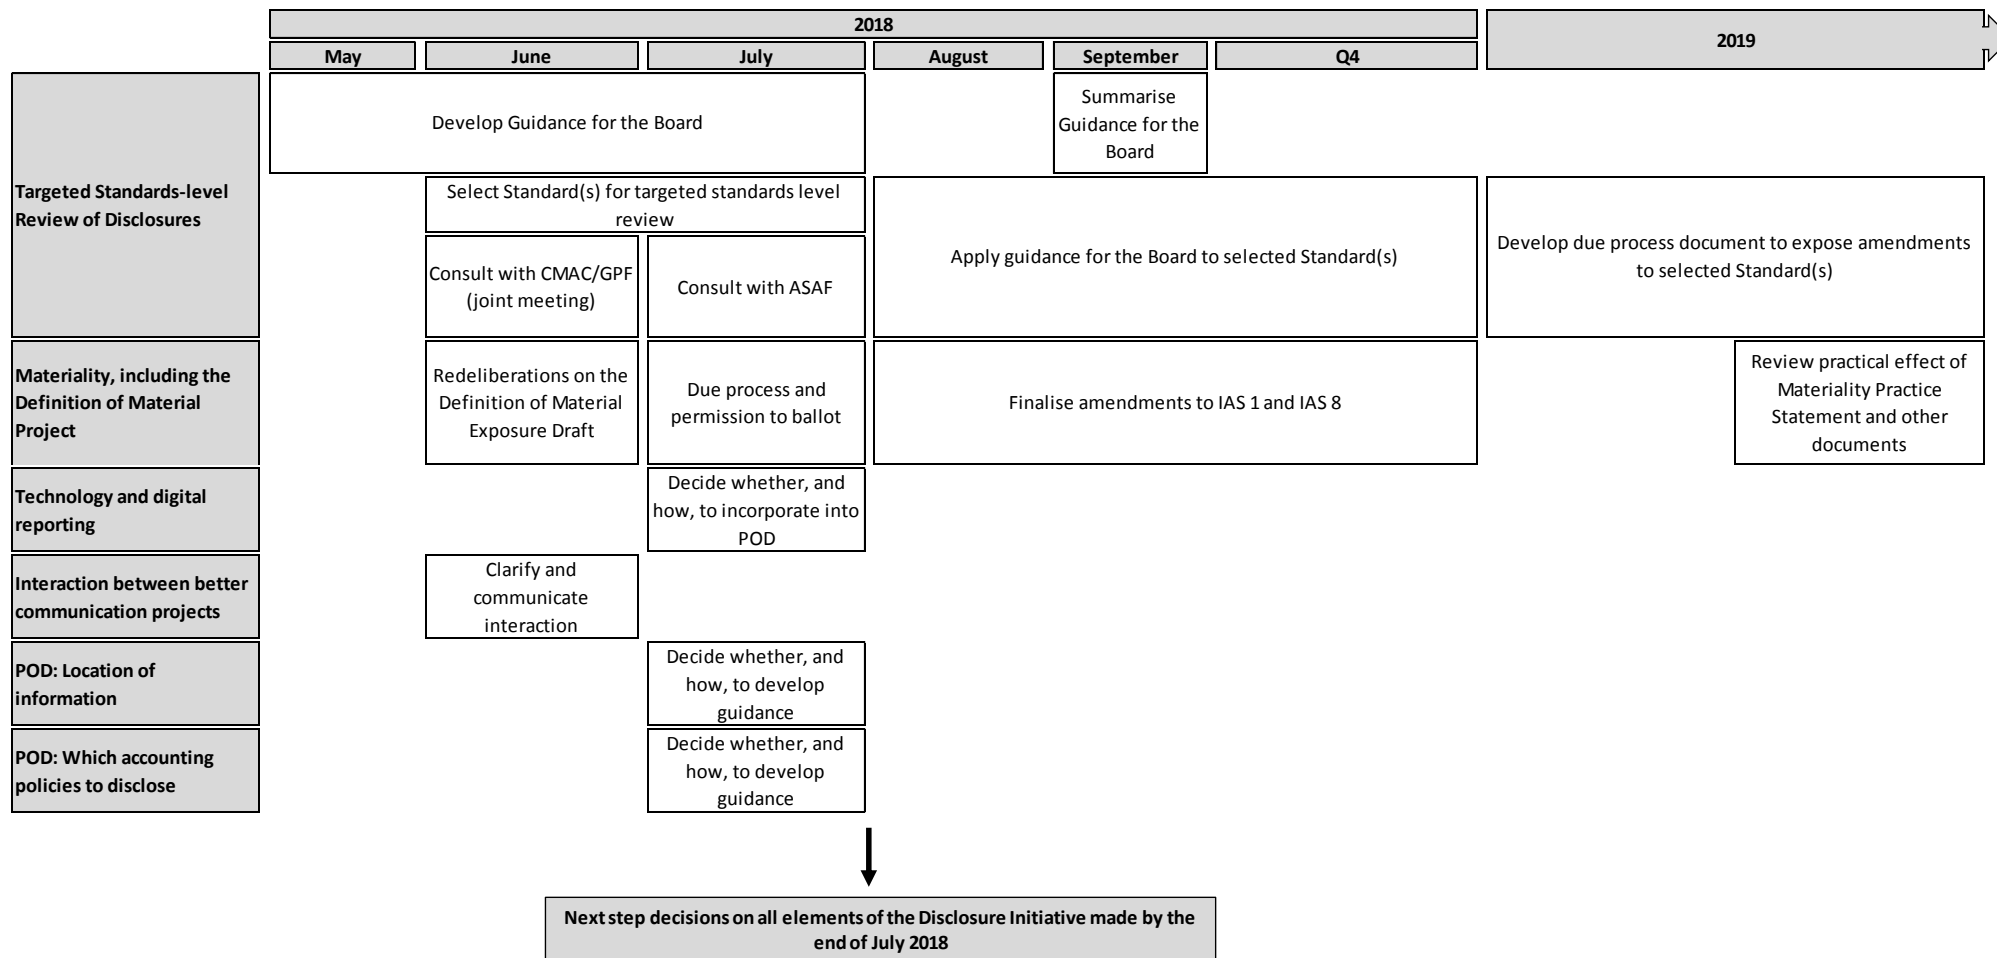 2018
2019
May
June
July
August
September
Q4
Targeted Standards-level
Review of Disclosures
Develop Guidance for the Board
Summarise
Guidance for the
Board
Select Standard(s) for targeted standards level
review
Consult with CMAC/GPF
(joint meeting)
Consult with ASAF
Apply guidance for the Board to selected Standard(s)
Develop due process document to expose amendments
to selected Standard(s)
Materiality, including the
Definition of Material
Project
Redeliberations on the
Definition of Material
Exposure Draft
Due process and
permission to ballot
Finalise amendments to IAS 1 and IAS 8
Review practical effect of
Materiality Practice
Statement and other
documents
Technology and digital
reporting
Decide whether, and
how, to incorporate into
POD
Interaction between better
communication projects
Clarify and
communicate
interaction
POD: Location of
information
Decide whether, and
how, to develop
guidance
POD: Which accounting
policies to disclose
Decide whether, and
how, to develop
guidance
Next step decisions on all elements of the Disclosure Initiative made by the
end of July 2018